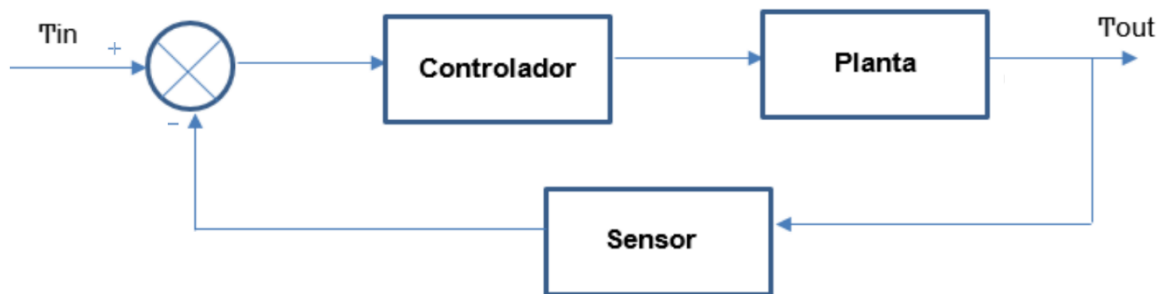 Tin
+
Controlador
Planta
Tout
-
Sensor